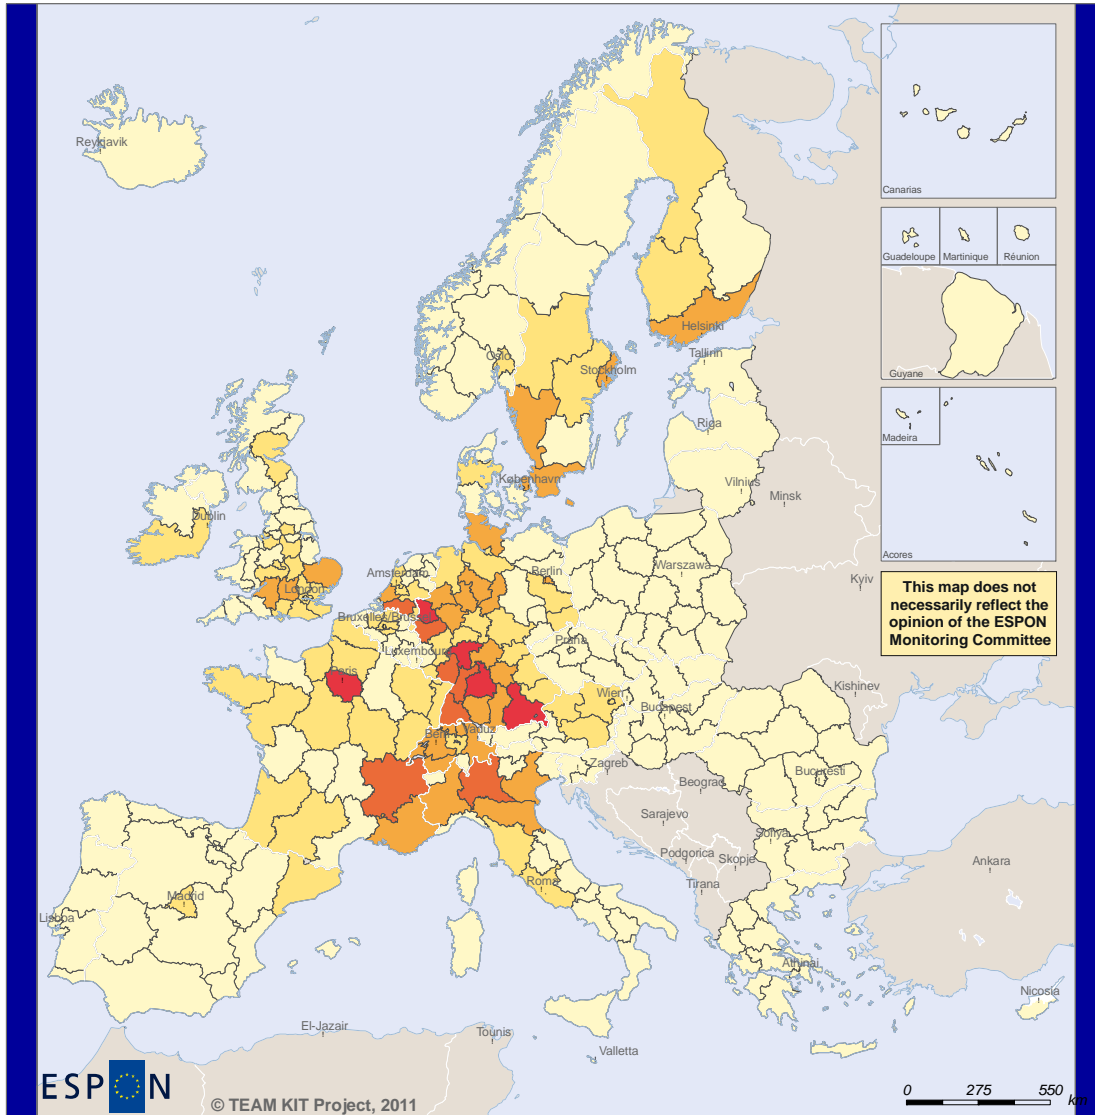 Reykjavik
Canarias
Guadeloupe
Martinique
Réunion
Guyane
Madeira
Acores
Oslo
Helsinki
Tallinn
Stockholm
Riga
København
Vilnius
Minsk
Dublin
Amsterdam
Berlin
Warszawa
London
Kyiv
Bruxelles/Bruss
Luxembourg
Praha
Paris
Wien
Kishinev
Budapest
Bern
Vaduz
Zagreb
Beograd
Bucuresti
Sarajevo
Sofiya
Podgorica
Skopje
Ankara
Tirana
Roma
Madrid
Lisboa
Athinai
Nicosia
El-Jazair
Tounis
Valletta
This map does not
necessarily reflect the
opinion of the ESPON
Monitoring Committee
ESPON
© TEAM KIT Project, 2011
0 275 550
km